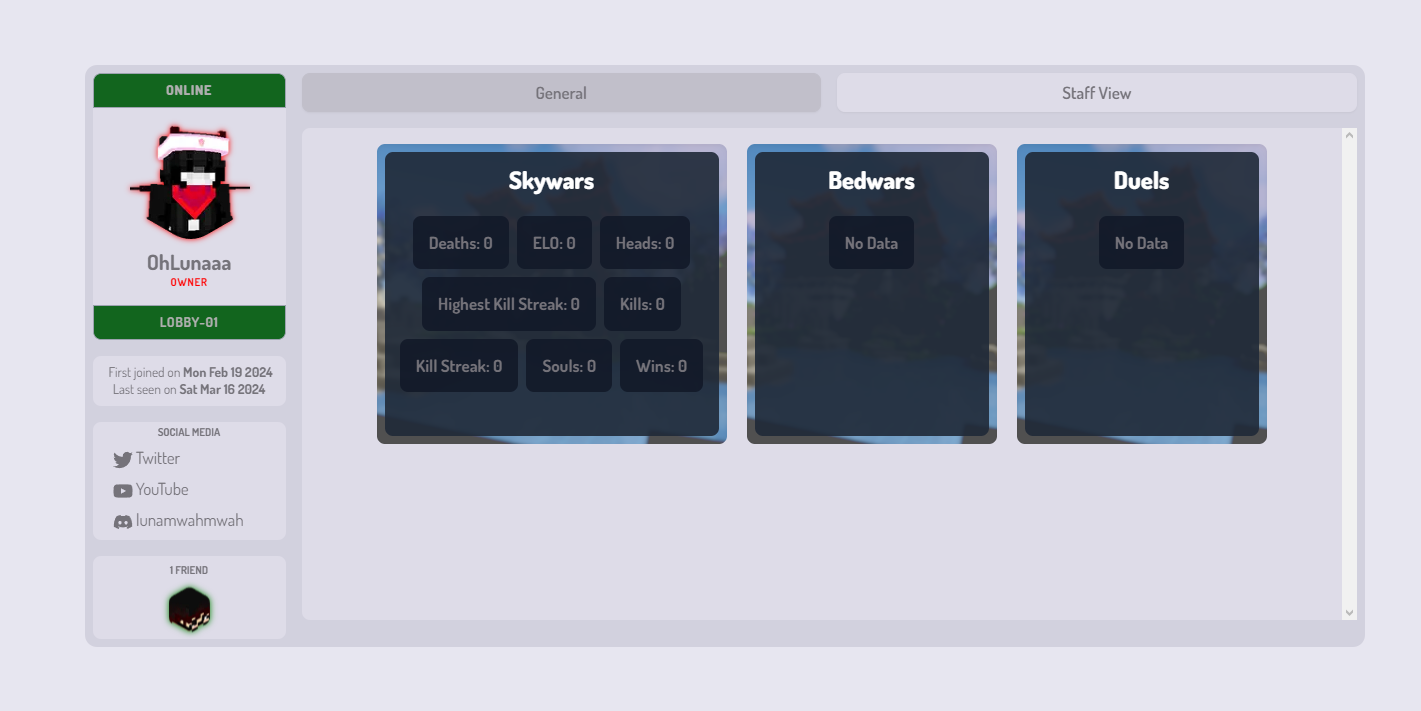 ONLINE
OhLunaaa
OWNER
LOBBY-01
First joined on Mon Feb 19 2024
Last seen on Sat Mar 16 2024
SOCIAL MEDIA
Twitter
YouTube
lunamwahmwah
1 FRIEND
General
Staff View
Skywars
Deaths: 0
ELO: 0
Heads: 0
Highest Kill Streak: 0
Kills: 0
Kill Streak: 0
Souls: 0
Wins: 0
Bedwars
No Data
Duels
No Data